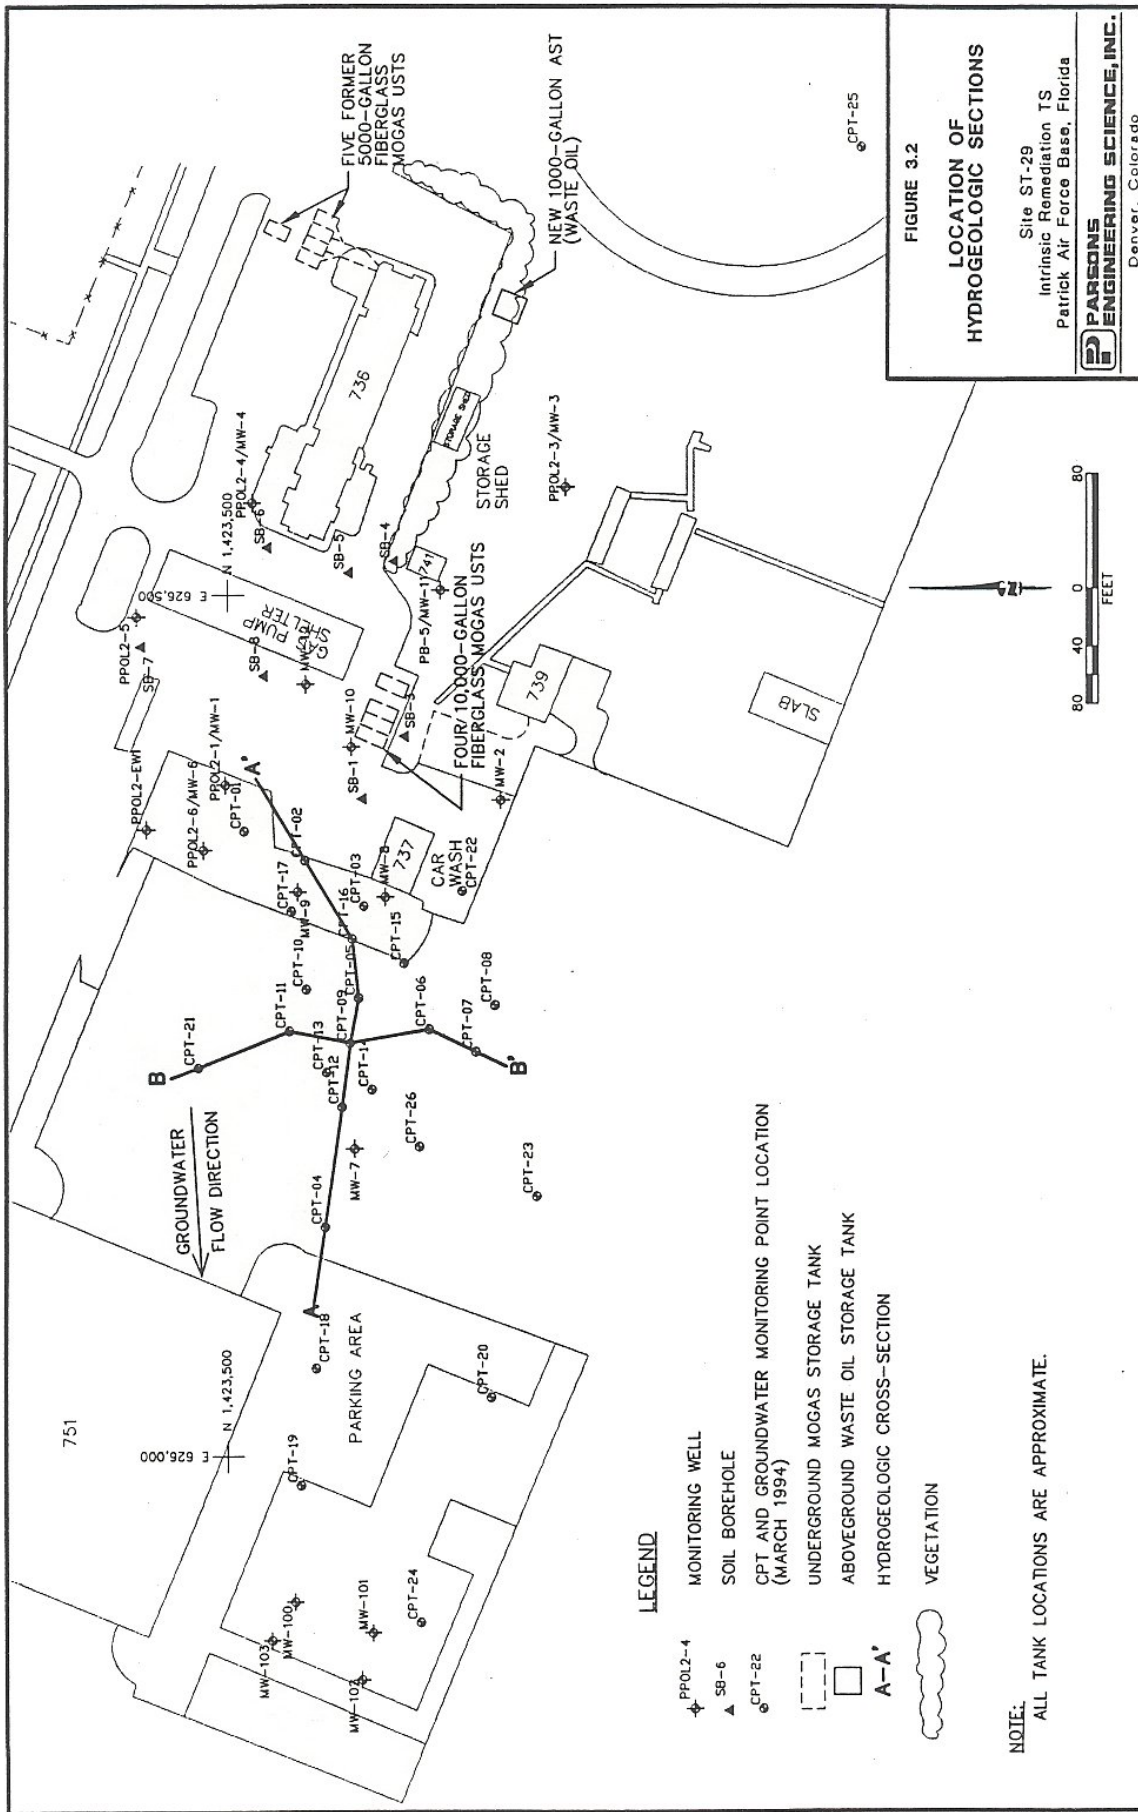 FIVE FORMER
5000-GALLON
FIBERGLASS
MOGAS USTS
NEW 1000-GALLON AST
(WASTE OIL)
CPT-25
736
STORAGE SHED
STORAGE
SHED
PPOL2-4/MW-4
SB-6
SB-5
SB-4
N 1,423,500
E 626,500
GAS PUMP
SHELTER
741
PB-5/MW-11
PPOL2-3/MW-3
PPOL2-5
SB-7
SB-8
MW-10
SB-3
SB-1
FOUR 10,000-GALLON
FIBERGLASS MOGAS USTS
739
SLAB
MW-2
PPOL2-EW1
PPOL2-1/MW-1
PPOL2-6/MW-6
CPT-01
A'
CPT-02
CPT-17
MW-9
CPT-03
CPT-16
MW-8
737
CAR
WASH
CPT-22
CPT-15
CPT-10
CPT-05
CPT-09
CPT-11
CPT-13
CPT-12
CPT-14
CPT-06
CPT-07
CPT-08
CPT-21
B
B'
GROUNDWATER
FLOW DIRECTION
CPT-26
MW-7
CPT-23
CPT-04
A
CPT-18
PARKING AREA
CPT-20
751
N 1,423,500
E 626,000
CPT-19
MW-100
MW-103
MW-101
MW-102
CPT-24
LEGEND
PPOL2-4
MONITORING WELL
SB-6
SOIL BOREHOLE
CPT-22
CPT AND GROUNDWATER MONITORING POINT LOCATION
(MARCH 1994)
UNDERGROUND MOGAS STORAGE TANK
ABOVEGROUND WASTE OIL STORAGE TANK
A-A'
HYDROGEOLOGIC CROSS-SECTION
VEGETATION
NOTE:
ALL TANK LOCATIONS ARE APPROXIMATE.
80 40 0 80
FEET
N
FIGURE 3.2
LOCATION OF
HYDROGEOLOGIC SECTIONS
Site ST-29
Intrinsic Remediation TS
Patrick Air Force Base, Florida
PARSONS
ENGINEERING SCIENCE, INC.
Denver, Colorado